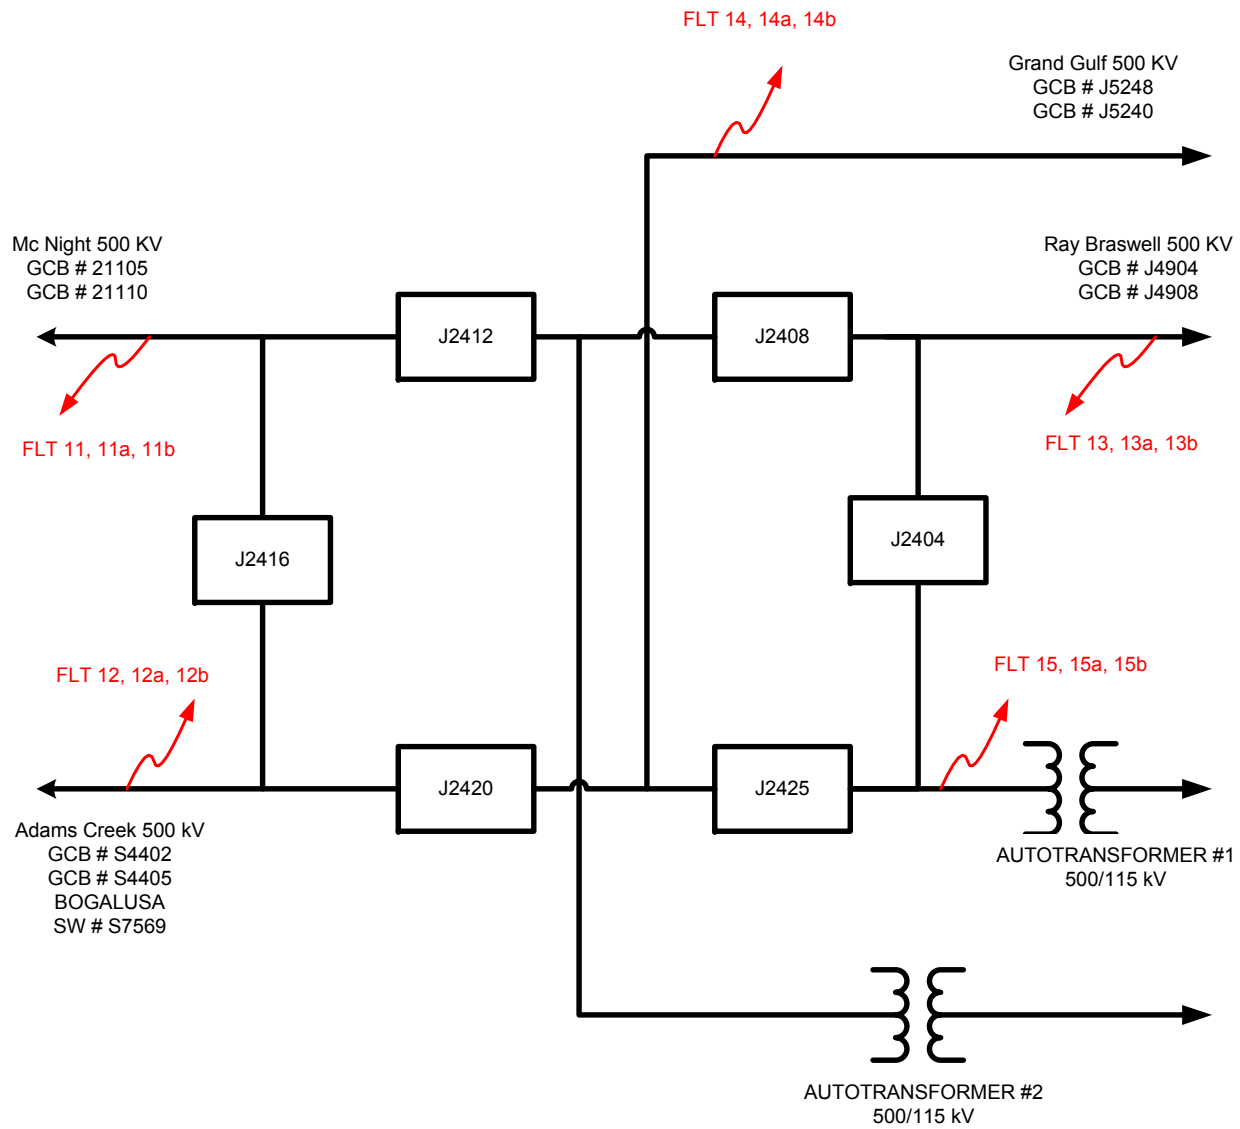 FLT 14, 14a, 14b
Grand Gulf 500 KV
GCB # J5248
GCB # J5240
Mc Night 500 KV
GCB # 21105
GCB # 21110
Ray Braswell 500 KV
GCB # J4904
GCB # J4908
J2412
J2408
FLT 11, 11a, 11b
FLT 13, 13a, 13b
J2416
J2404
FLT 12, 12a, 12b
FLT 15, 15a, 15b
J2420
J2425
Adams Creek 500 kV
GCB # S4402
GCB # S4405
BOGALUSA
SW # S7569
AUTOTRANSFORMER #1
500/115 kV
AUTOTRANSFORMER #2
500/115 kV